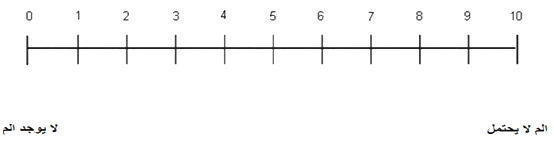 0 1 2 3 4 5 6 7 8 9 10
لا يوجد الم
الم لا يحتمل